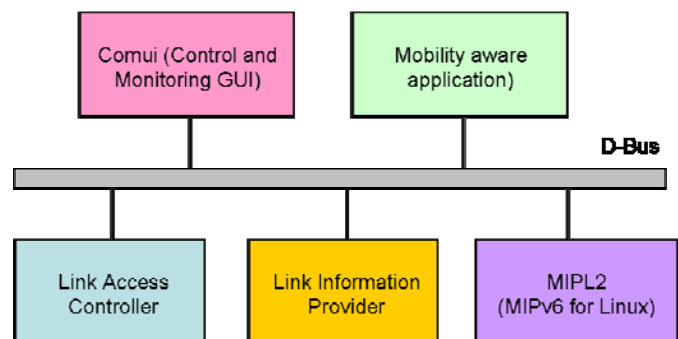 Comui (Control and
Monitoring GUI)
Mobility aware
application)
D-Bus
Link Access
Controller
Link Information
Provider
MIPL2
(MIPv6 for Linux)